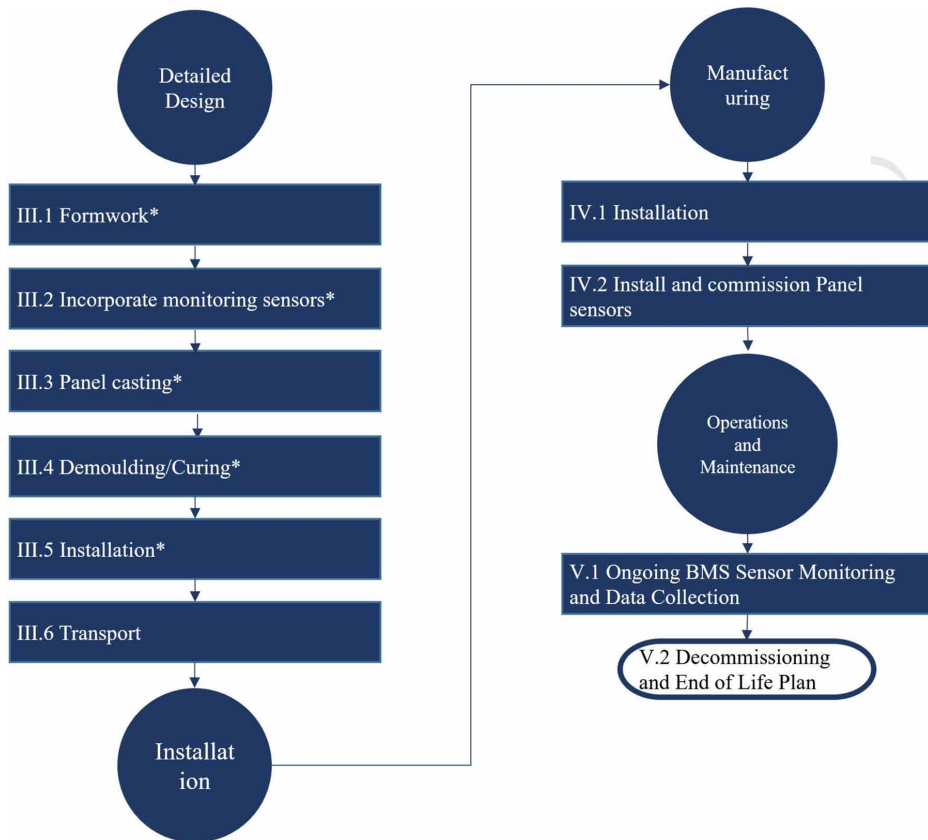 Detailed
Design
III.1 Formwork*
III.2 Incorporate monitoring sensors*
III.3 Panel casting*
III.4 Demoulding/Curing*
III.5 Installation*
III.6 Transport
Installat
ion
Manufact
uring
IV.1 Installation
IV.2 Install and commission Panel
sensors
Operations
and
Maintenance
V.1 Ongoing BMS Sensor Monitoring
and Data Collection
V.2 Decommissioning
and End of Life Plan